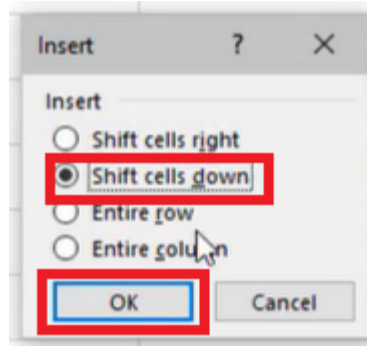 Insert ? ×
Insert
Shift cells right
Shift cells down
Entire row
Entire column
OK Cancel